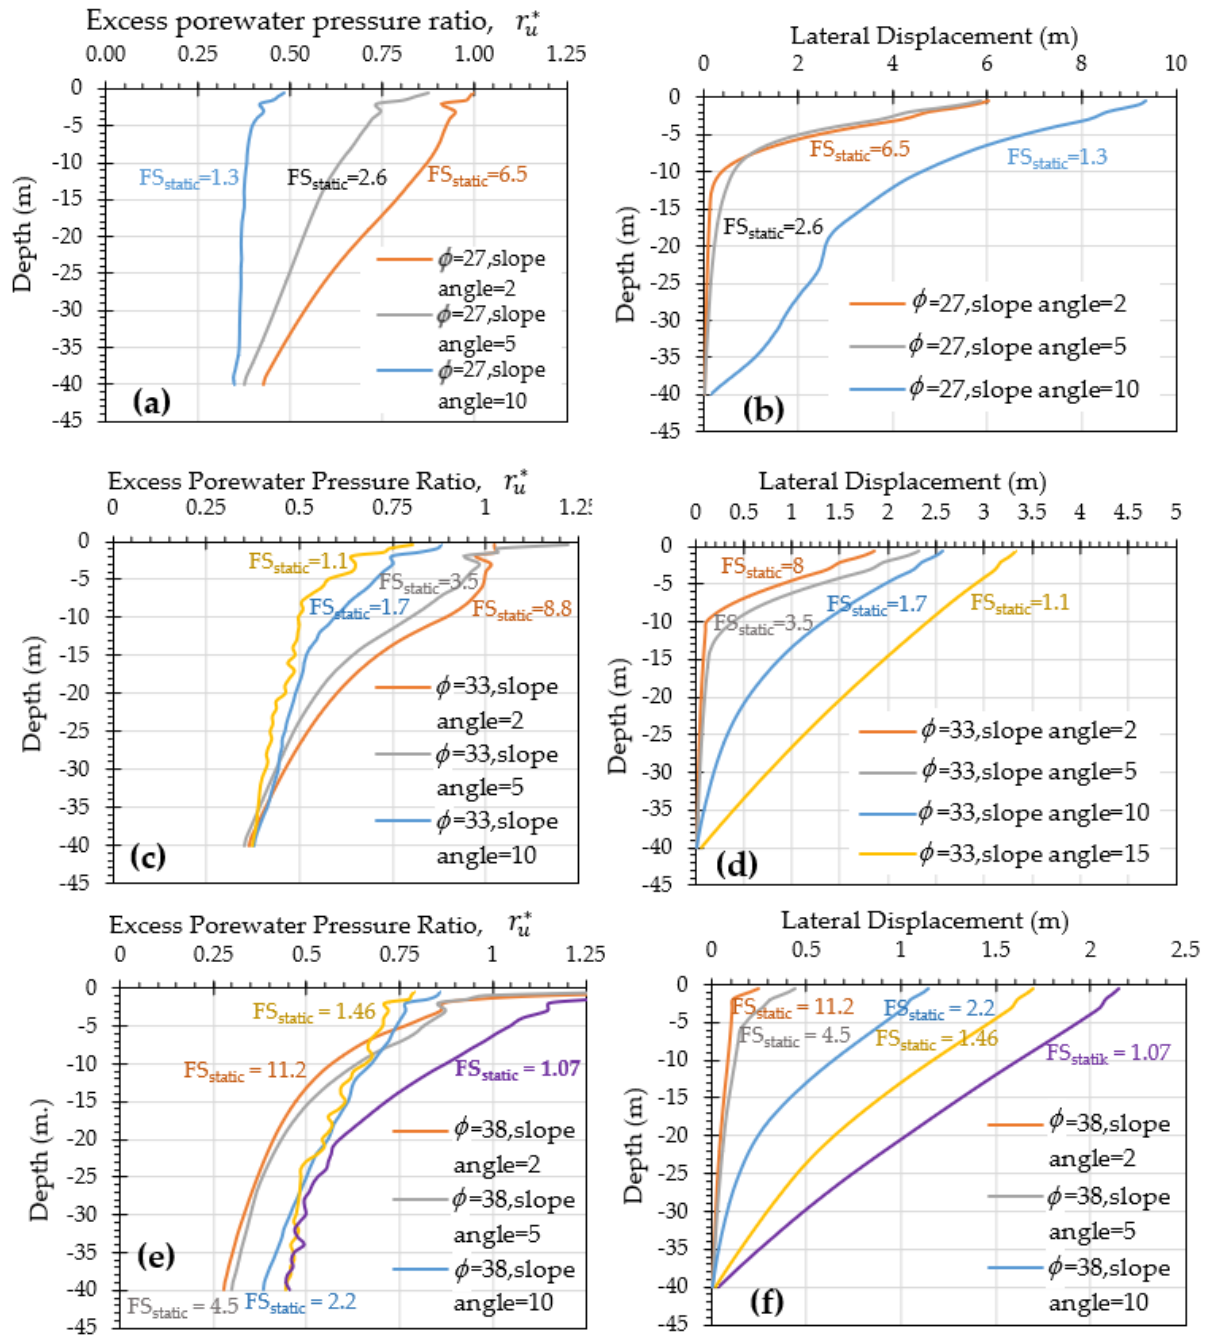 Excess porewater pressure ratio, r_u^*
0.00 0.25 0.50 0.75 1.00 1.25
0
-5
-10
-15
-20
-25
-30
-35
-40
-45
Depth (m)
FSstatic=1.3
FSstatic=2.6
FSstatic=6.5
ϕ=27,slope
angle=2
ϕ=27,slope
angle=5
ϕ=27,slope
angle=10
(a)
Lateral Displacement (m)
0 2 4 6 8 10
0
-5
-10
-15
-20
-25
-30
-35
-40
-45
Depth (m)
FSstatic=6.5
FSstatic=1.3
FSstatic=2.6
ϕ=27,slope angle=2
ϕ=27,slope angle=5
ϕ=27,slope angle=10
(b)
Excess Porewater Pressure Ratio, r_u^*
0 0.25 0.5 0.75 1 1.25
0
-5
-10
-15
-20
-25
-30
-35
-40
-45
Depth (m)
FSstatic=1.1
FSstatic=3.5
FSstatic=1.7
FSstatic=8.8
ϕ=33,slope
angle=2
ϕ=33,slope
angle=5
ϕ=33,slope
angle=10
(c)
Lateral Displacement (m)
0 0.5 1 1.5 2 2.5 3 3.5 4 4.5 5
0
-5
-10
-15
-20
-25
-30
-35
-40
-45
Depth (m)
FSstatic=8
FSstatic=1.7
FSstatic=1.1
FSstatic=3.5
ϕ=33,slope angle=2
ϕ=33,slope angle=5
ϕ=33,slope angle=10
ϕ=33,slope angle=15
(d)
Excess Porewater Pressure Ratio, r_u^*
0 0.25 0.5 0.75 1 1.25
0
-5
-10
-15
-20
-25
-30
-35
-40
-45
Depth (m.)
FSstatic = 1.46
FSstatic = 11.2
FSstatic = 1.07
ϕ=38,slope
angle=2
ϕ=38,slope
angle=5
ϕ=38,slope
angle=10
(e)
FSstatic = 4.5
FSstatic = 2.2
Lateral Displacement (m)
0 0.5 1 1.5 2 2.5
0
-5
-10
-15
-20
-25
-30
-35
-40
-45
Depth (m)
FSstatic = 11.2
FSstatic = 2.2
FSstatic = 4.5
FSstatic = 1.46
FSstatik = 1.07
ϕ=38,slope
angle=2
ϕ=38,slope
angle=5
ϕ=38,slope
angle=10
(f)